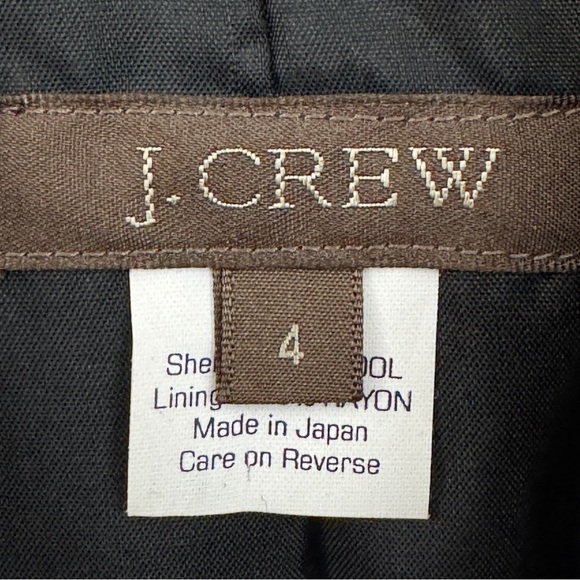 J.CREW
4
Lining
Made in Japan
Care on Reverse